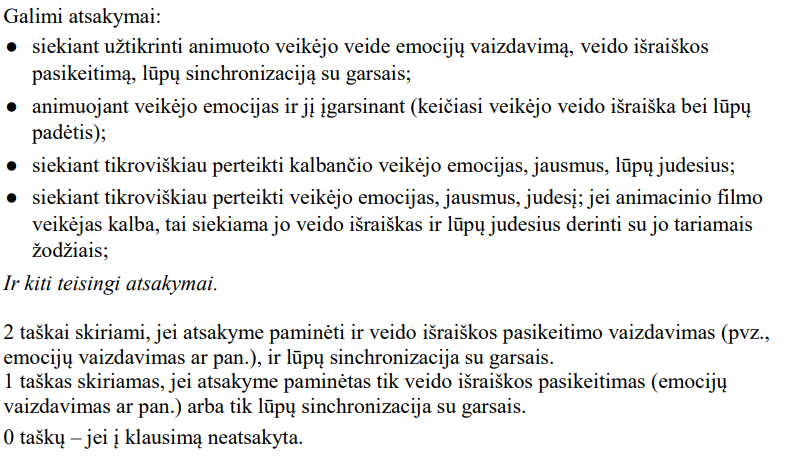 Galimi atsakymai:
● siekiant užtikrinti animuoto veikėjo veide emocijų vaizdavimą, veido išraiškos
pasikeitimą, lūpų sinchronizaciją su garsais;
● animuojant veikėjo emocijas ir jį įgarsinant (keičiasi veikėjo veido išraiška bei lūpų
padėtis);
● siekiant tikroviškiau perteikti kalbančio veikėjo emocijas, jausmus, lūpų judesius;
● siekiant tikroviškiau perteikti veikėjo emocijas, jausmus, judesį; jei animacinio filmo
veikėjas kalba, tai siekiama jo veido išraiškas ir lūpų judesius derinti su jo tariamais
žodžiais;
Ir kiti teisingi atsakymai.
2 taškai skiriami, jei atsakyme paminėti ir veido išraiškos pasikeitimo vaizdavimas (pvz.,
emocijų vaizdavimas ar pan.), ir lūpų sinchronizacija su garsais.
1 taškas skiriamas, jei atsakyme paminėtas tik veido išraiškos pasikeitimas (emocijų
vaizdavimas ar pan.) arba tik lūpų sinchronizacija su garsais.
0 taškų – jei į klausimą neatsakyta.